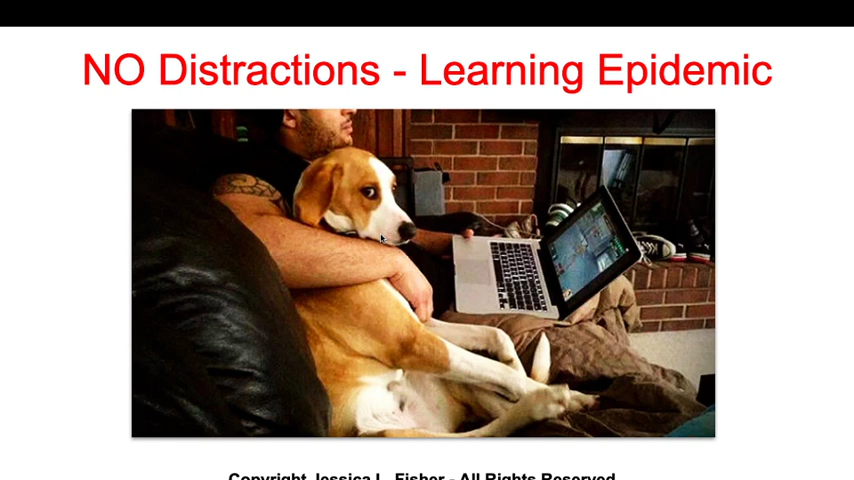 NO Distractions - Learning Epidemic
Copyright Jessica L. Fisher - All Rights Reserved